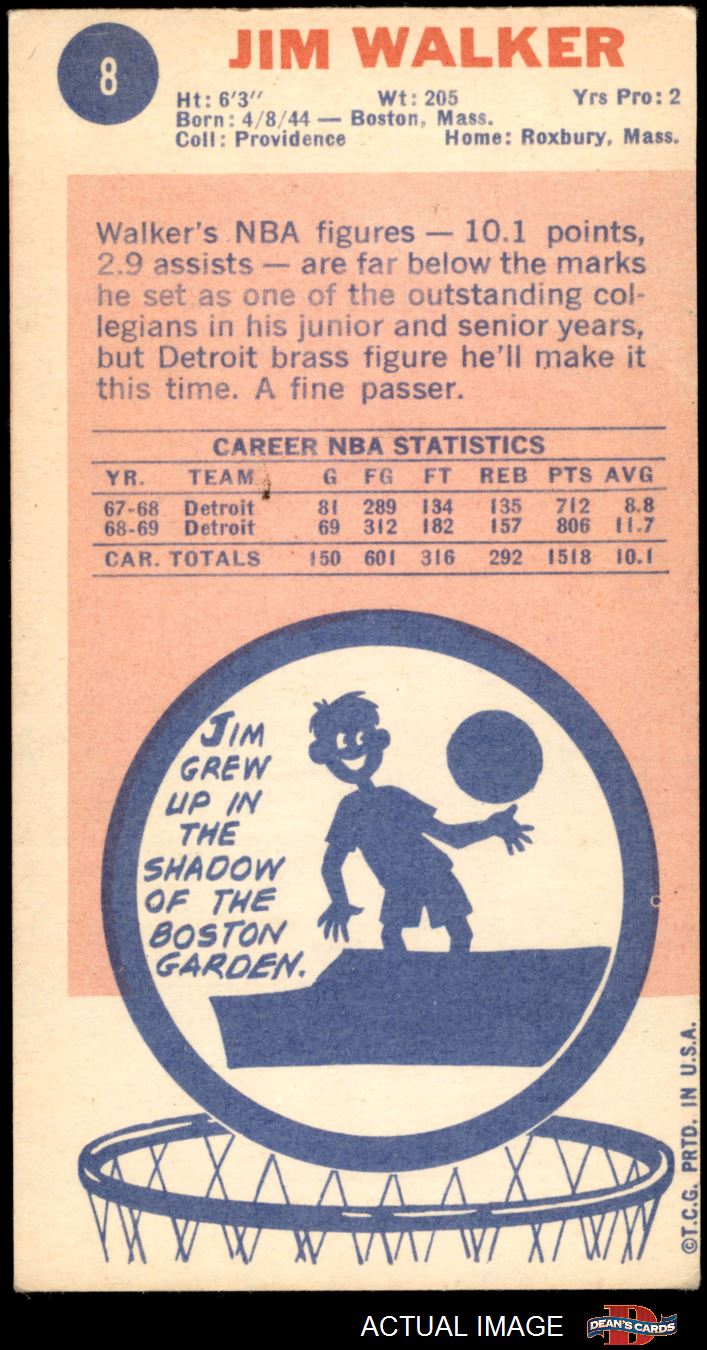 8
JIM WALKER
Ht: 6'3" Wt: 205 Yrs Pro: 2
Born: 4/8/44 — Boston, Mass.
Coll: Providence Home: Roxbury, Mass.
Walker's NBA figures — 10.1 points,
2.9 assists — are far below the marks
he set as one of the outstanding col-
legians in his junior and senior years,
but Detroit brass figure he'll make it
this time. A fine passer.
CAREER NBA STATISTICS
YR. TEAM G FG FT REB PTS AVG
67-68 Detroit 81 289 134 135 712 8.8
68-69 Detroit 69 312 182 157 806 11.7
CAR. TOTALS 150 601 316 292 1518 10.1
JIM
GREW
UP IN
THE
SHADOW
OF THE
BOSTON
GARDEN.
©T.C.G. PRTD. IN U.S.A.
ACTUAL IMAGE
D
DEAN'S CARDS